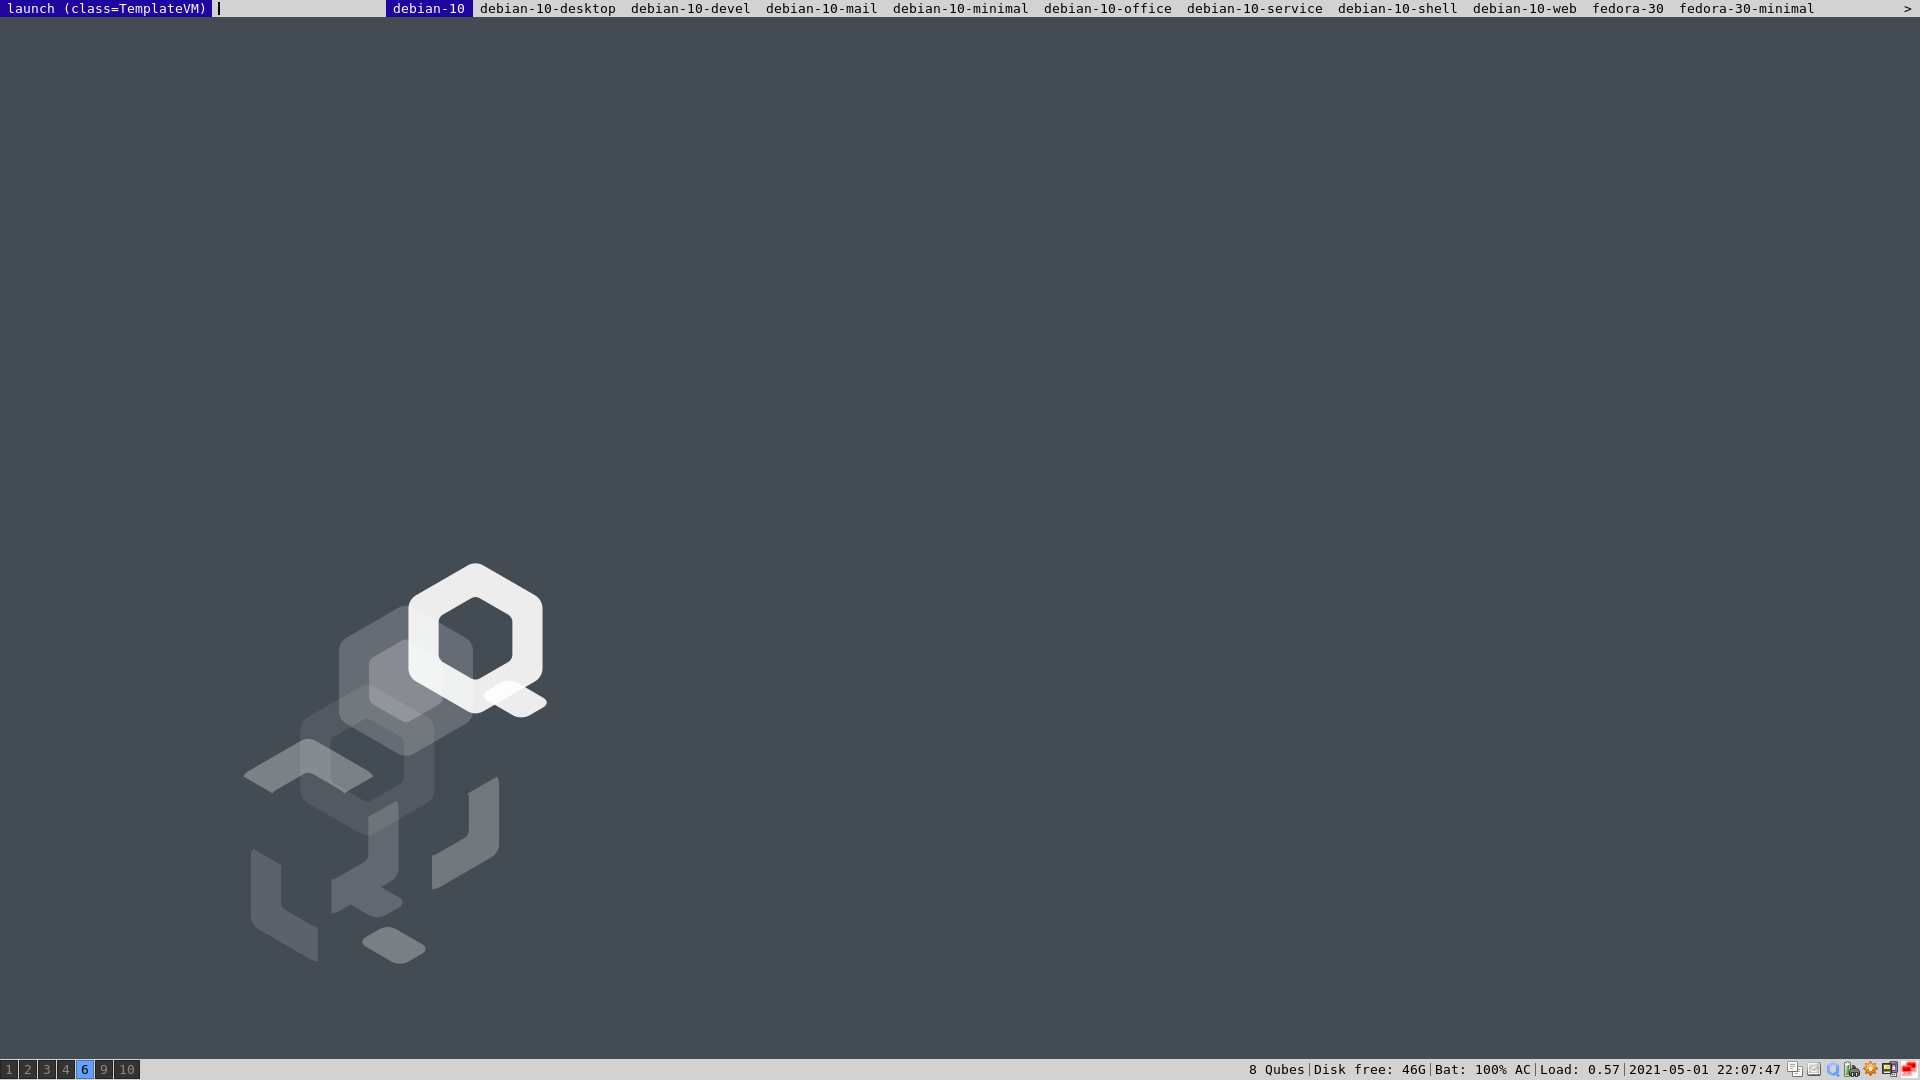 launch (class=TemplateVM) debian-10 debian-10-desktop debian-10-devel debian-10-mail debian-10-minimal debian-10-office debian-10-service debian-10-shell debian-10-web fedora-30 fedora-30-minimal >
1 2 3 4 6 9 10 8 Qubes|Disk free: 46G|Bat: 100% AC|Load: 0.57|2021-05-01 22:07:47